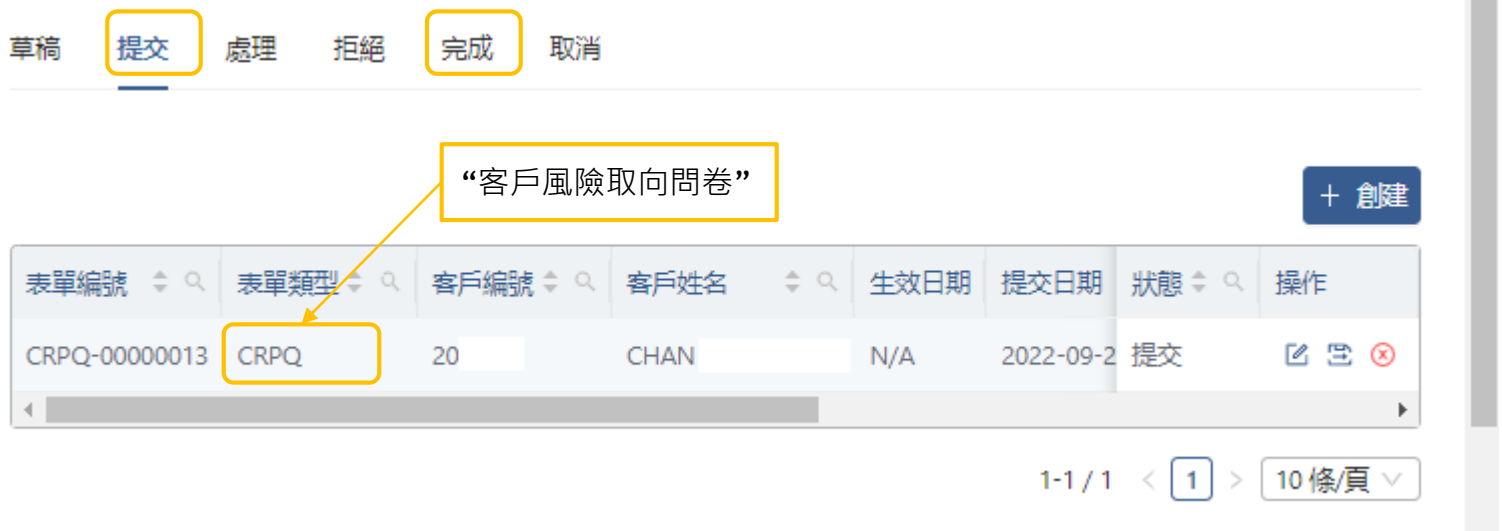 草稿 提交 處理 拒絕 完成 取消
“客戶風險取向問卷”
+ 創建
表單編號 表單類型 客戶編號 客戶姓名 生效日期 提交日期 狀態 操作
CRPQ-00000013 CRPQ 20 CHAN N/A 2022-09-2 提交
1-1 / 1 < 1 > 10 條/頁